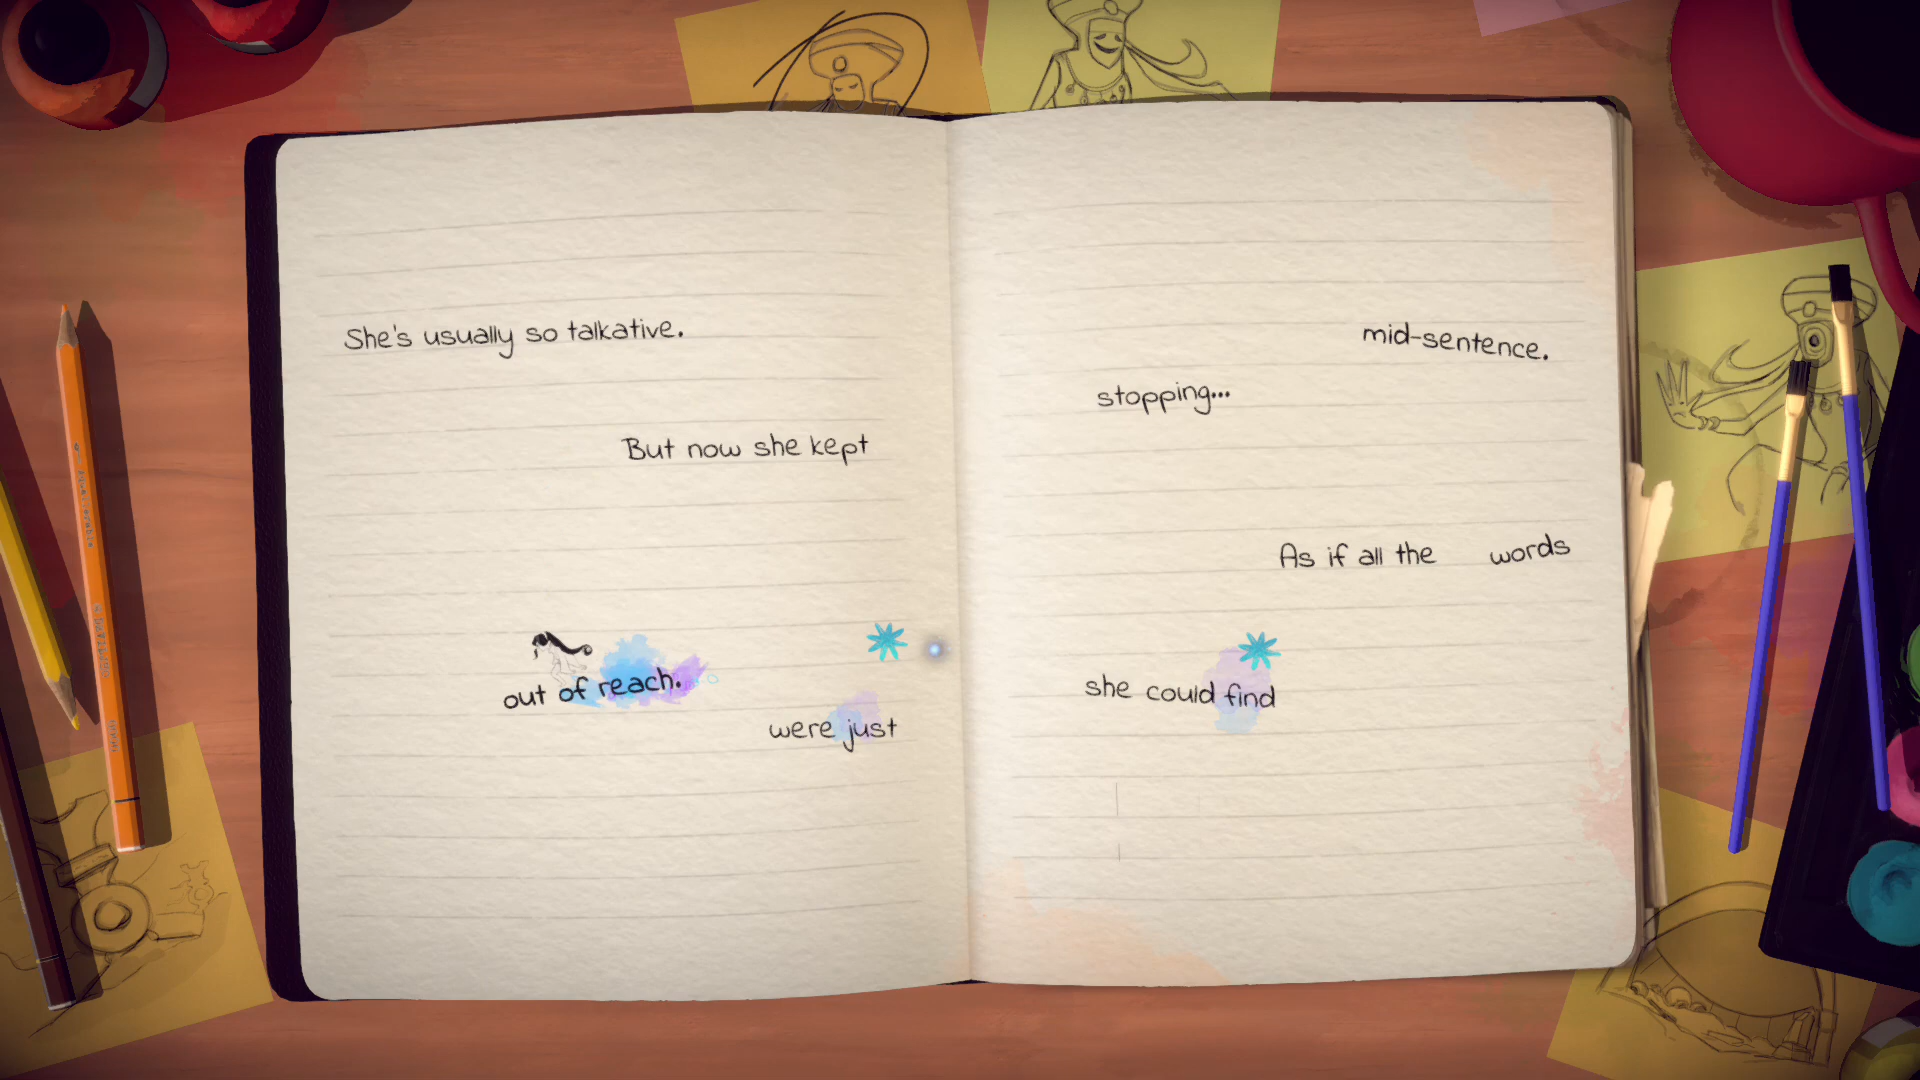 She's usually so talkative.
But now she kept
stopping...
mid-sentence.
As if all the words
she could find
were just
out of reach.